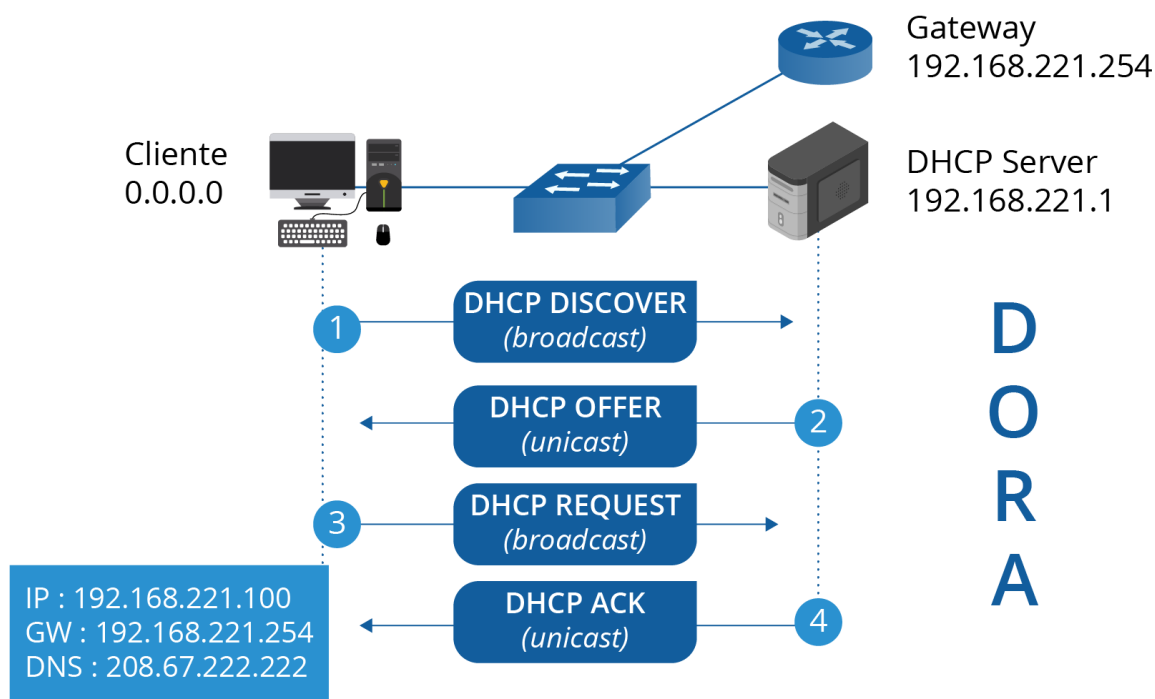 Gateway
192.168.221.254
Cliente
0.0.0.0
DHCP Server
192.168.221.1
1
DHCP DISCOVER
(broadcast)
2
DHCP OFFER
(unicast)
3
DHCP REQUEST
(broadcast)
4
DHCP ACK
(unicast)
D
O
R
A
IP : 192.168.221.100
GW : 192.168.221.254
DNS : 208.67.222.222